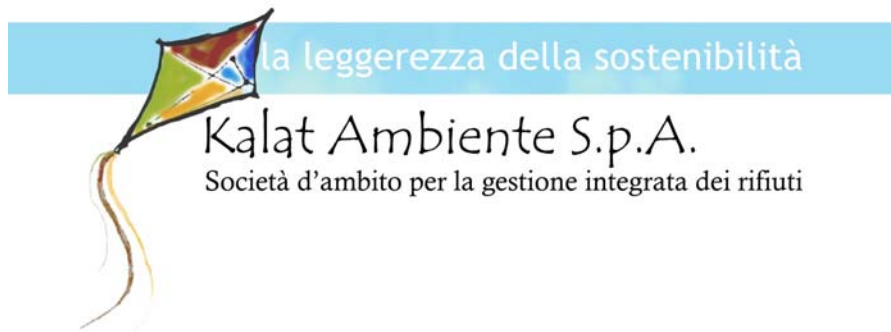 la leggerezza della sostenibilità
Kalat Ambiente S.p.A.
Società d'ambito per la gestione integrata dei rifiuti